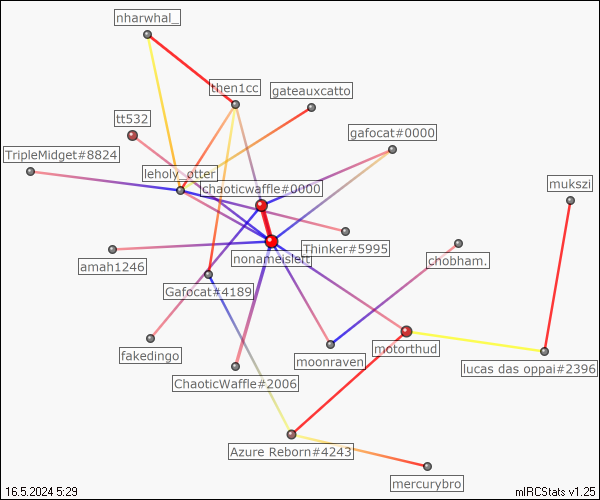 nharwhal_
then1cc
gateauxcatto
tt532
gafocat#0000
TripleMidget#8824
leholy_otter
chaoticwaffle#0000
mukszi
Thinker#5995
nonameisleft
chobham.
amah1246
Gafocat#4189
fakedingo
moonraven
motorthud
lucas das oppai#2396
ChaoticWaffle#2006
Azure Reborn#4243
mercurybro
16.5.2024 5:29
mIRCStats v1.25